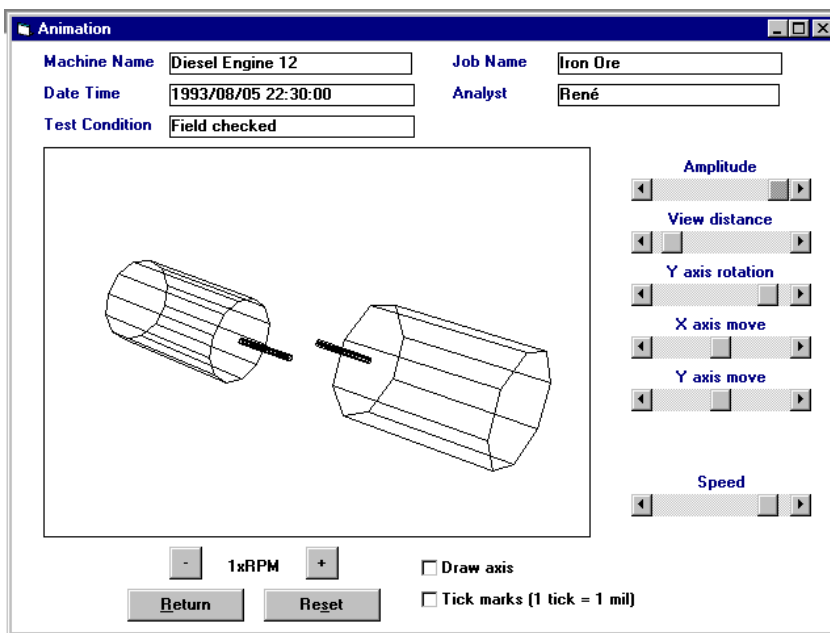 Animation
Machine Name Diesel Engine 12 Job Name Iron Ore
Date Time 1993/08/05 22:30:00 Analyst René
Test Condition Field checked
Amplitude
View distance
Y axis rotation
X axis move
Y axis move
Speed
- 1xRPM +
Draw axis
Return Reset
Tick marks (1 tick = 1 mil)